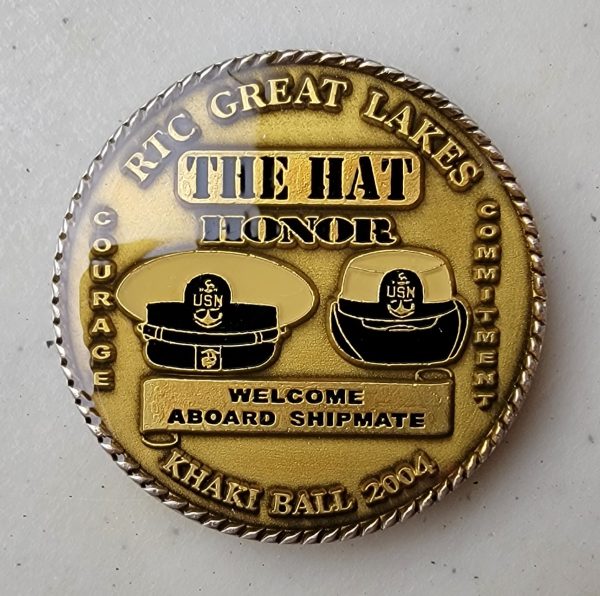 RTC GREAT LAKES
THE HAT
HONOR
COURAGE
COMMITMENT
USN
USN
WELCOME
ABOARD SHIPMATE
KHAKI BALL 2004